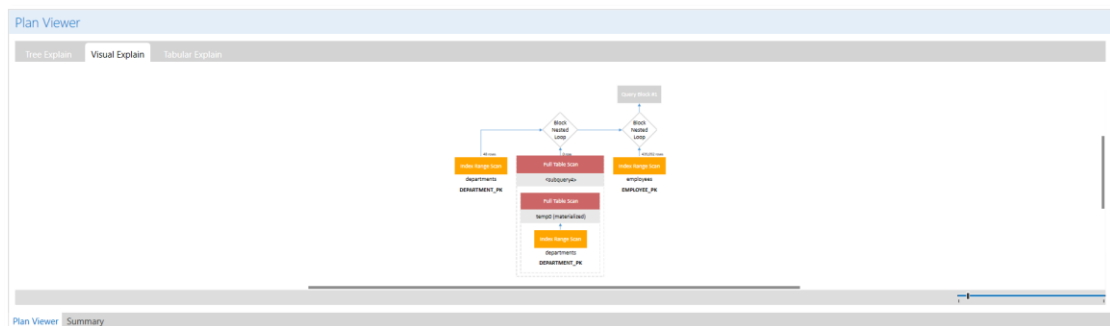 Plan Viewer
Tree Explain Visual Explain Tabular Explain
Query Block #4
Block Nested Loop
Block Nested Loop
Index Range Scan
departments
DEPARTMENT_PK
Full Table Scan
<subquery4>
Full Table Scan
temp0 (materialized)
Index Range Scan
departments
DEPARTMENT_PK
Index Range Scan
employees
EMPLOYEE_PK
Plan Viewer Summary